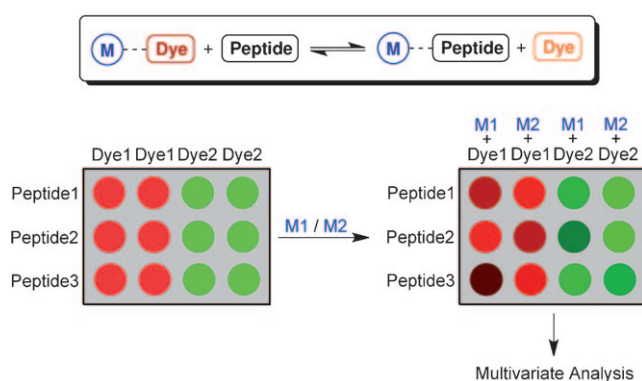 M Dye + Peptide M Peptide + Dye
M1 M2 M1 M2
+ + + +
Dye1 Dye1 Dye2 Dye2 Dye1 Dye1 Dye2 Dye2
Peptide1 Peptide1
Peptide2 M1 / M2 Peptide2
Peptide3 Peptide3
Multivariate Analysis